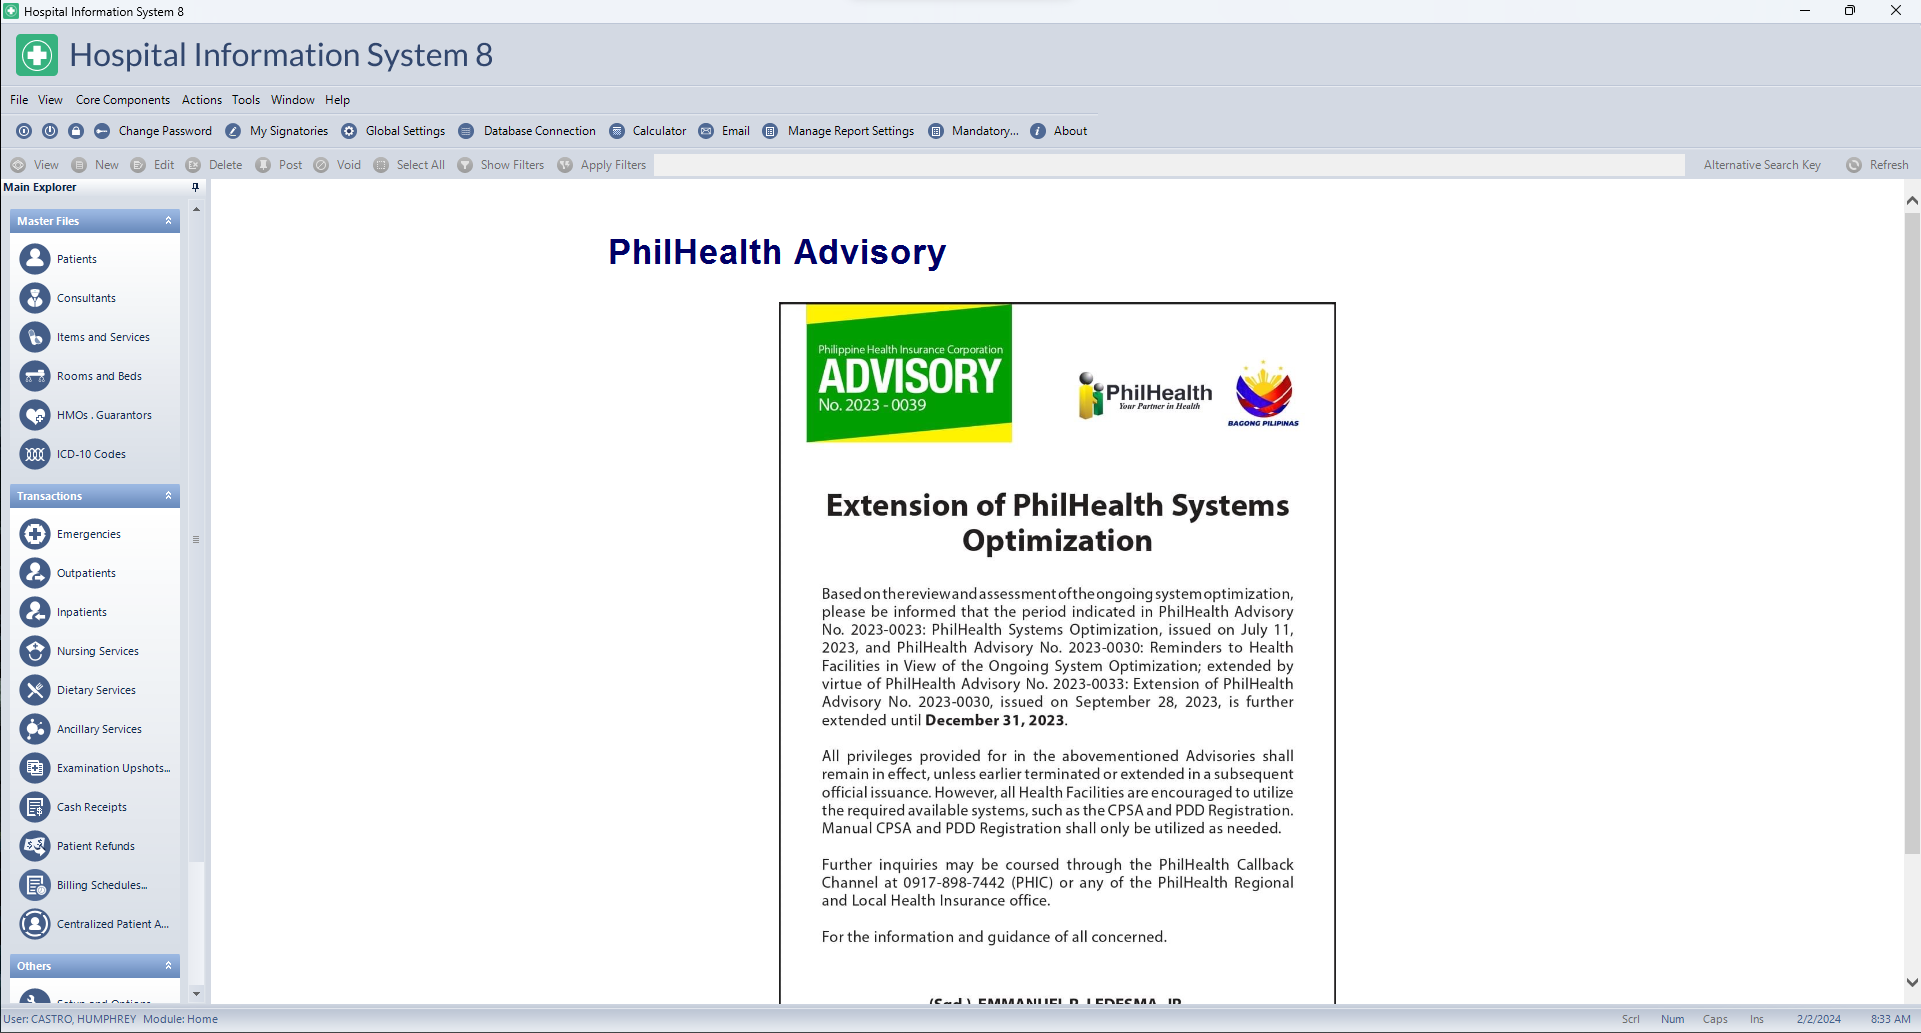 Hospital Information System 8
Hospital Information System 8
File View Core Components Actions Tools Window Help
Change Password My Signatories Global Settings Database Connection Calculator Email Manage Report Settings Mandatory... About
View New Edit Delete Post Void Select All Show Filters Apply Filters Alternative Search Key Refresh
Main Explorer
Master Files
Patients
Consultants
Items and Services
Rooms and Beds
HMOs . Guarantors
ICD-10 Codes
Transactions
Emergencies
Outpatients
Inpatients
Nursing Services
Dietary Services
Ancillary Services
Examination Upshots...
Cash Receipts
Patient Refunds
Billing Schedules...
Centralized Patient A...
Others
Setup and Options
PhilHealth Advisory
Philippine Health Insurance Corporation
ADVISORY
No. 2023 - 0039
PhilHealth
Your Partner in Health
BAGONG PILIPINAS
Extension of PhilHealth Systems
Optimization
Based on the review and assessment of the ongoing system optimization,
please be informed that the period indicated in PhilHealth Advisory
No. 2023-0023: PhilHealth Systems Optimization, issued on July 11,
2023, and PhilHealth Advisory No. 2023-0030: Reminders to Health
Facilities in View of the Ongoing System Optimization; extended by
virtue of PhilHealth Advisory No. 2023-0033: Extension of PhilHealth
Advisory No. 2023-0030, issued on September 28, 2023, is further
extended until December 31, 2023.
All privileges provided for in the abovementioned Advisories shall
remain in effect, unless earlier terminated or extended in a subsequent
official issuance. However, all Health Facilities are encouraged to utilize
the required available systems, such as the CPSA and PDD Registration.
Manual CPSA and PDD Registration shall only be utilized as needed.
Further inquiries may be coursed through the PhilHealth Callback
Channel at 0917-898-7442 (PHIC) or any of the PhilHealth Regional
and Local Health Insurance office.
For the information and guidance of all concerned.
(Sgd.) EMMANUEL R. LEDESMA, JR.
User: CASTRO, HUMPHREY Module: Home Scrl Num Caps Ins 2/2/2024 8:33 AM